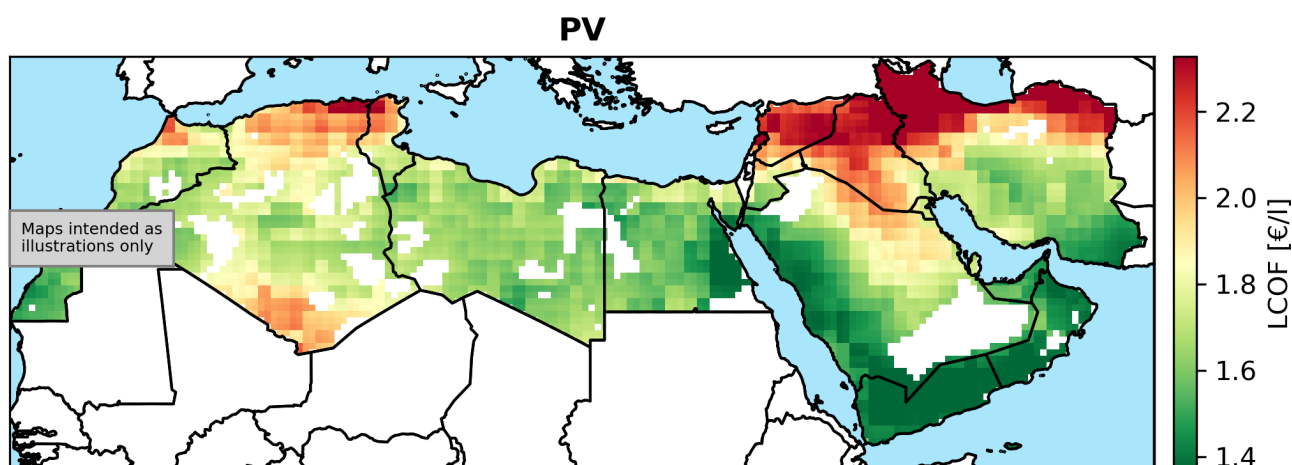 PV
Maps intended as
illustrations only
2.2
2.0
1.8
1.6
1.4
LCOF [€/l]